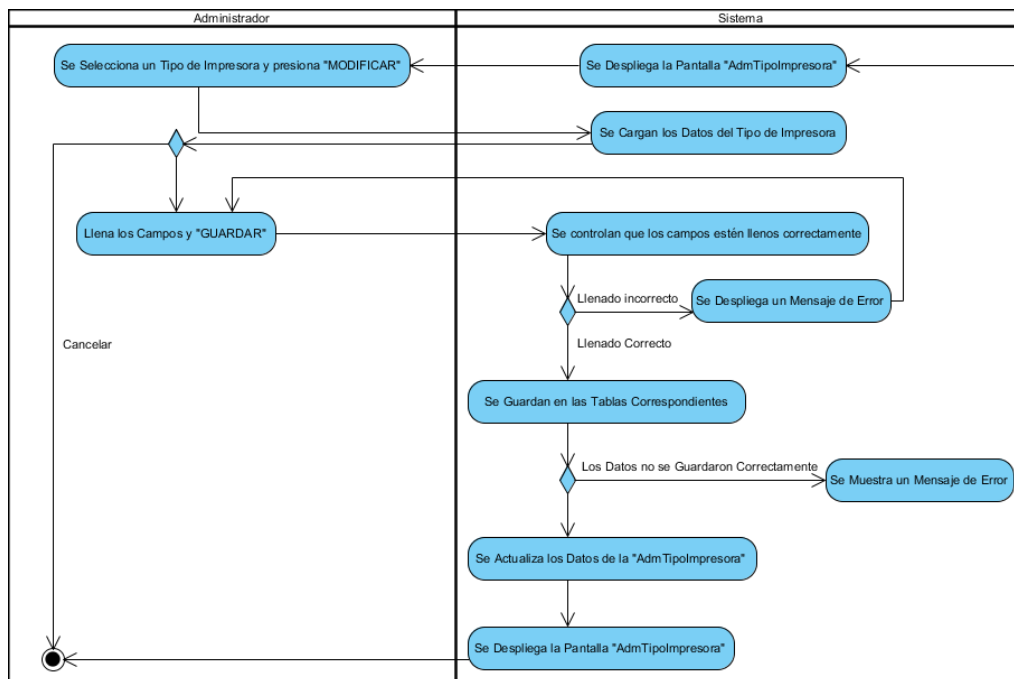 Administrador
Sistema
Se Selecciona un Tipo de Impresora y presiona "MODIFICAR"
Se Despliega la Pantalla "AdmTipoImpresora"
Se Cargan los Datos del Tipo de Impresora
Llena los Campos y "GUARDAR"
Se controlan que los campos estén llenos correctamente
Llenado incorrecto
Se Despliega un Mensaje de Error
Cancelar
Llenado Correcto
Se Guardan en las Tablas Correspondientes
Los Datos no se Guardaron Correctamente
Se Muestra un Mensaje de Error
Se Actualiza los Datos de la "AdmTipoImpresora"
Se Despliega la Pantalla "AdmTipoImpresora"